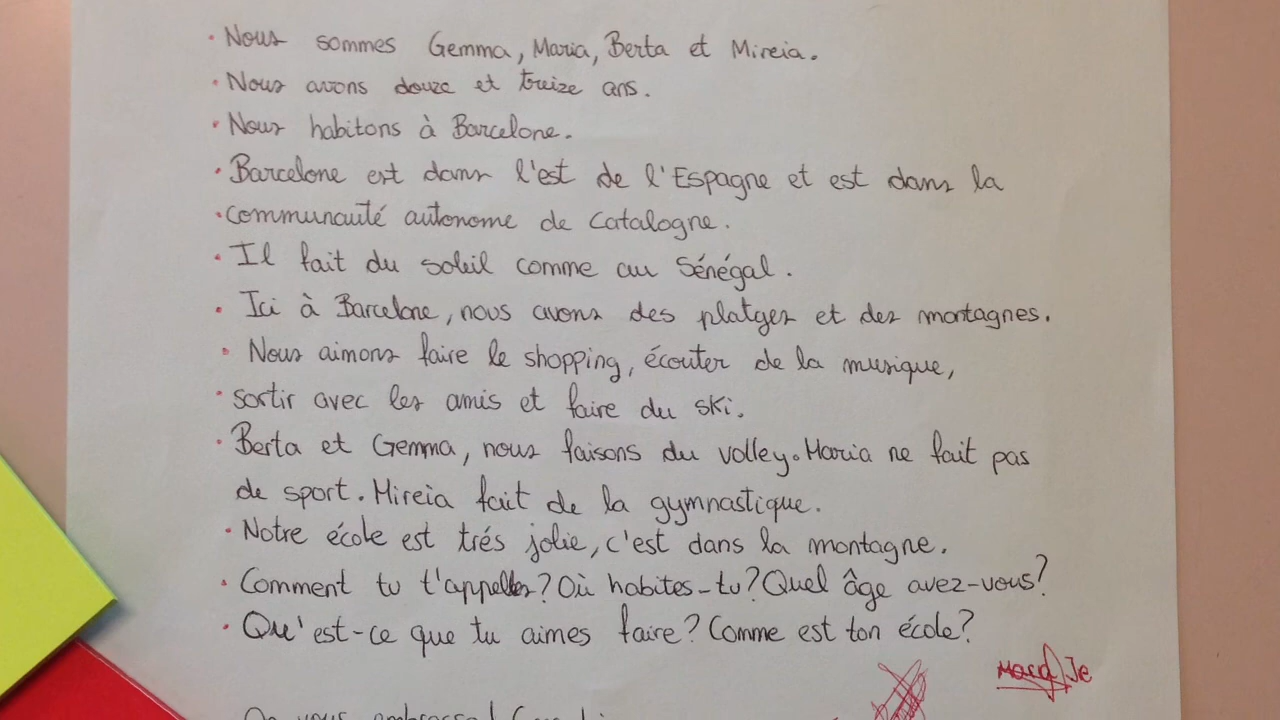 · Nous sommes Gemma, Maria, Berta et Mireia.
· Nous avons douze et treize ans.
· Nous habitons à Barcelone.
· Barcelone est dans l'est de l'Espagne et est dans la
· communauté autonome de Catalogne.
· Il fait du soleil comme au Sénégal.
· Ici à Barcelone, nous avons des platges et des montagnes.
· Nous aimons faire le shopping, écouter de la musique,
· sortir avec les amis et faire du ski.
· Berta et Gemma, nous faisons du volley. Maria ne fait pas
de sport. Mireia fait de la gymnastique.
· Notre école est trés jolie, c'est dans la montagne.
· Comment tu t'appelles? Où habites-tu? Quel âge avez-vous?
· Qu'est-ce que tu aimes faire? Comme est ton école?
Je
On vous embrasse!